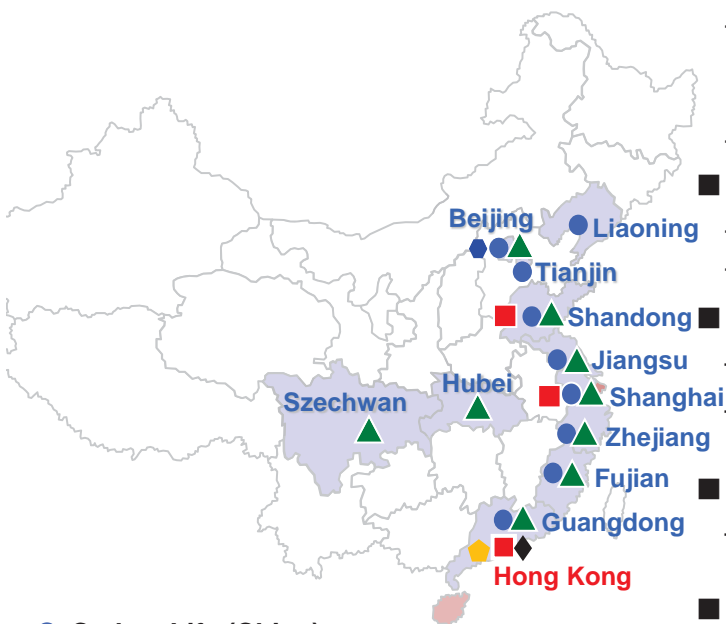 Beijing
Liaoning
Tianjin
Shandong
Jiangsu
Hubei
Szechwan
Shanghai
Zhejiang
Fujian
Guangdong
Hong Kong